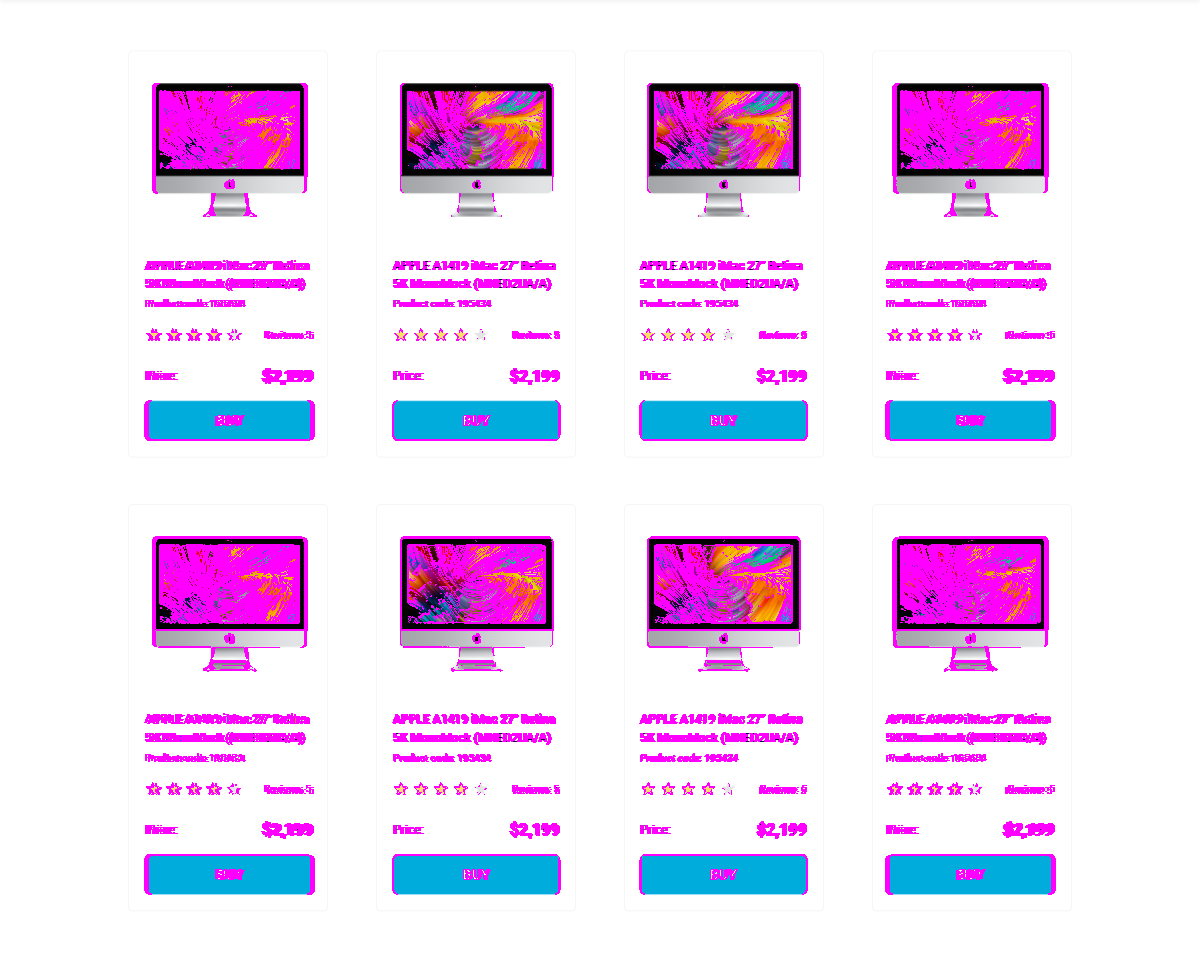 APPLE A1419 iMac 27" Retina
APPLE A1419 iMac 27" Retina
APPLE A1419 iMac 27" Retina
APPLE A1419 iMac 27" Retina
5K Monoblock (MNED2UA/A)
5K Monoblock (MNED2UA/A)
5K Monoblock (MNED2UA/A)
5K Monoblock (MNED2UA/A)
Product code:
Product code: 195434
Product code: 195434
Product code:
Reviews: 5
Reviews: 5
Reviews: 5
Reviews: 5
Price: $2,199
Price: $2,199
Price: $2,199
Price: $2,199
BUY
BUY
BUY
BUY
APPLE A1419 iMac 27" Retina
APPLE A1419 iMac 27" Retina
APPLE A1419 iMac 27" Retina
APPLE A1419 iMac 27" Retina
5K Monoblock (MNED2UA/A)
5K Monoblock (MNED2UA/A)
5K Monoblock (MNED2UA/A)
5K Monoblock (MNED2UA/A)
Product code:
Product code: 195434
Product code: 195434
Product code:
Reviews: 5
Reviews: 5
Reviews: 5
Reviews: 5
Price: $2,199
Price: $2,199
Price: $2,199
Price: $2,199
BUY
BUY
BUY
BUY